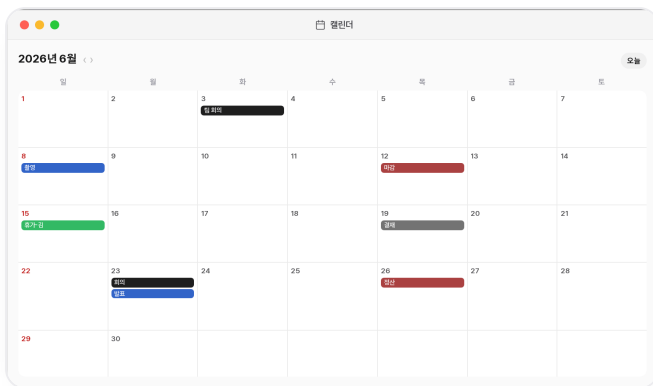 캘린더
2026년 6월
오늘
일 월 화 수 목 금 토
1 2 3 4 5 6 7
팀 회의
8 9 10 11 12 13 14
촬영 마감
15 16 17 18 19 20 21
휴가·김 결제
22 23 24 25 26 27 28
회의 정산
발표
29 30